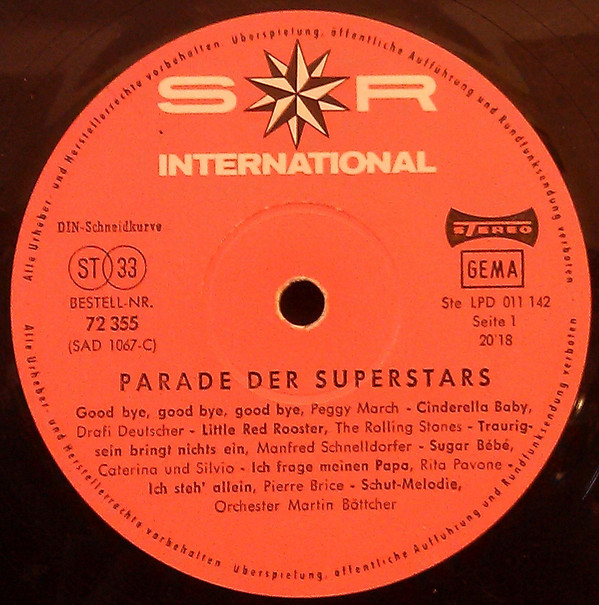 Alle Urheber- und Herstellerrechte vorbehalten Überspielung, öffentliche Aufführung und Rundfunksendung verboten
S R
INTERNATIONAL
DIN-Schneidkurve
ST 33
BESTELL-NR.
72 355
(SAD 1067-C)
STEREO
GEMA
Ste LPD 011 142
Seite 1
20'18
PARADE DER SUPERSTARS
Good bye, good bye, good bye, Peggy March - Cinderella Baby,
Drafi Deutscher - Little Red Rooster, The Rolling Stones - Traurig-
sein bringt nichts ein, Manfred Schnelldorfer - Sugar Bébé,
Caterina und Silvio - Ich frage meinen Papa, Rita Pavone -
Ich steh' allein, Pierre Brice - Schut-Melodie,
Orchester Martin Böttcher
Alle Urheber- und Herstellerrechte vorbehalten Überspielung, öffentliche Aufführung und Rundfunksendung verboten